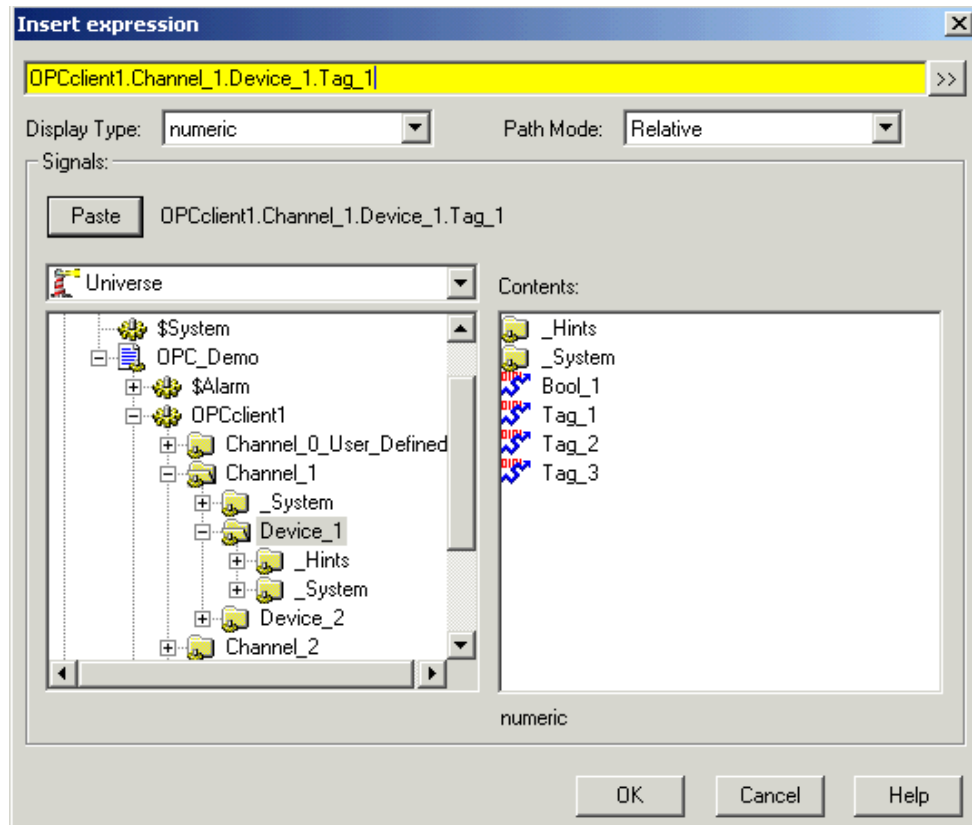 Insert expression
OPCclient1.Channel_1.Device_1.Tag_1
>>
Display Type: numeric
Path Mode: Relative
Signals:
Paste OPCclient1.Channel_1.Device_1.Tag_1
Universe
$System
OPC_Demo
$Alarm
OPCclient1
Channel_0_User_Defined
Channel_1
_System
Device_1
_Hints
_System
Device_2
Channel_2
Contents:
_Hints
_System
Bool_1
Tag_1
Tag_2
Tag_3
numeric
OK Cancel Help